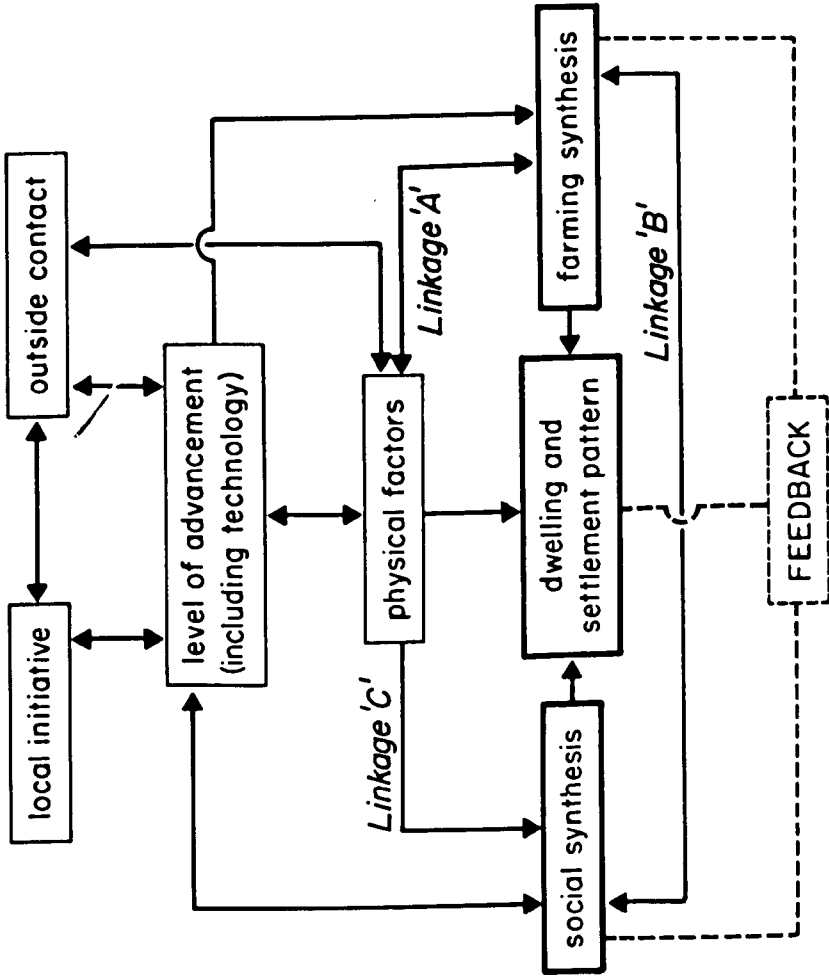 local initiative
outside contact
level of advancement
(including technology)
physical factors
Linkage 'C'
Linkage 'A'
social synthesis
dwelling and
settlement pattern
farming synthesis
Linkage 'B'
FEEDBACK